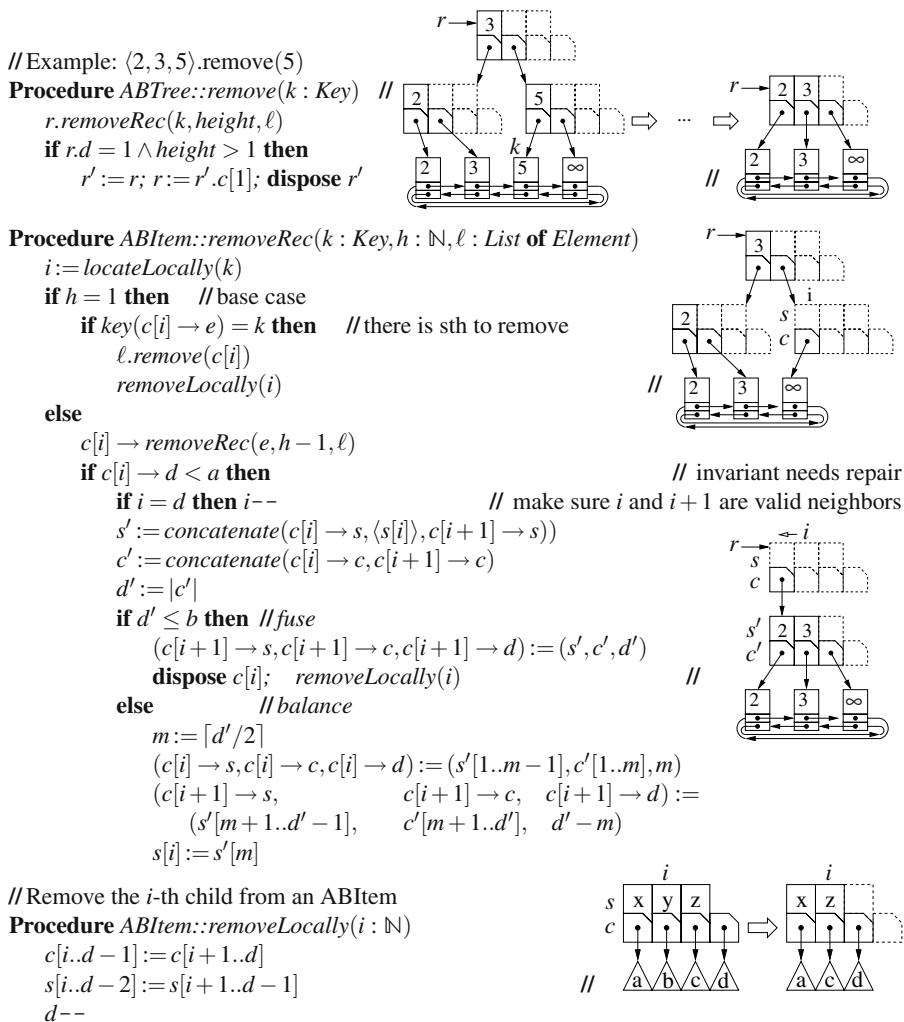 // Example: ⟨2,3,5⟩.remove(5)
Procedure ABTree::remove(k : Key) //
r.removeRec(k,height,ℓ)
if r.d = 1 ∧ height > 1 then
r′ := r; r := r′.c[1]; dispose r′
r
3
2
5
k
2 3 5 ∞
⇨ ... ⇨
r
2 3
2 3 ∞
//
Procedure ABItem::removeRec(k : Key,h : ℕ,ℓ : List of Element)
i := locateLocally(k)
if h = 1 then // base case
if key(c[i] → e) = k then // there is sth to remove
ℓ.remove(c[i])
removeLocally(i) //
r
3
i
2
s
c
2 3 ∞
else
c[i] → removeRec(e,h − 1,ℓ)
if c[i] → d < a then // invariant needs repair
if i = d then i−− // make sure i and i + 1 are valid neighbors
s′ := concatenate(c[i] → s,⟨s[i]⟩,c[i + 1] → s))
c′ := concatenate(c[i] → c,c[i + 1] → c)
d′ := |c′|
if d′ ≤ b then // fuse
(c[i + 1] → s,c[i + 1] → c,c[i + 1] → d) := (s′,c′,d′)
dispose c[i]; removeLocally(i) //
i
r
s
c
s′ 2 3
c′
2 3 ∞
else // balance
m := ⌈d′/2⌉
(c[i] → s,c[i] → c,c[i] → d) := (s′[1..m − 1],c′[1..m],m)
(c[i + 1] → s, c[i + 1] → c, c[i + 1] → d) :=
(s′[m + 1..d′ − 1], c′[m + 1..d′], d′ − m)
s[i] := s′[m]
// Remove the i-th child from an ABItem
Procedure ABItem::removeLocally(i : ℕ)
c[i..d − 1] := c[i + 1..d]
s[i..d − 2] := s[i + 1..d − 1] //
d−−
i i
s x y z x z
c ⇨
a b c d a c d